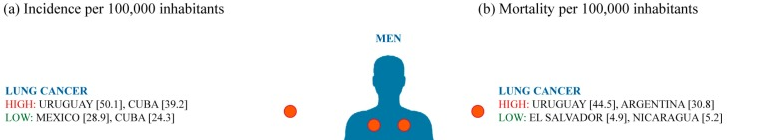 (a) Incidence per 100,000 inhabitants
(b) Mortality per 100,000 inhabitants
MEN
LUNG CANCER
HIGH: URUGUAY [50.1], CUBA [39.2]
LOW: MEXICO [28.9], CUBA [24.3]
LUNG CANCER
HIGH: URUGUAY [44.5], ARGENTINA [30.8]
LOW: EL SALVADOR [4.9], NICARAGUA [5.2]